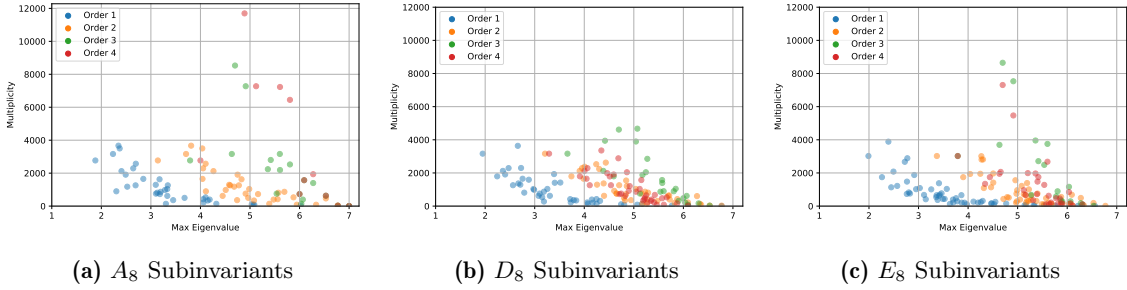 12000
10000
8000
6000
4000
2000
0
Multiplicity
Order 1
Order 2
Order 3
Order 4
1 2 3 4 5 6 7
Max Eigenvalue
(a) A₈ Subinvariants
12000
10000
8000
6000
4000
2000
0
Multiplicity
Order 1
Order 2
Order 3
Order 4
1 2 3 4 5 6 7
Max Eigenvalue
(b) D₈ Subinvariants
12000
10000
8000
6000
4000
2000
0
Multiplicity
Order 1
Order 2
Order 3
Order 4
1 2 3 4 5 6 7
Max Eigenvalue
(c) E₈ Subinvariants